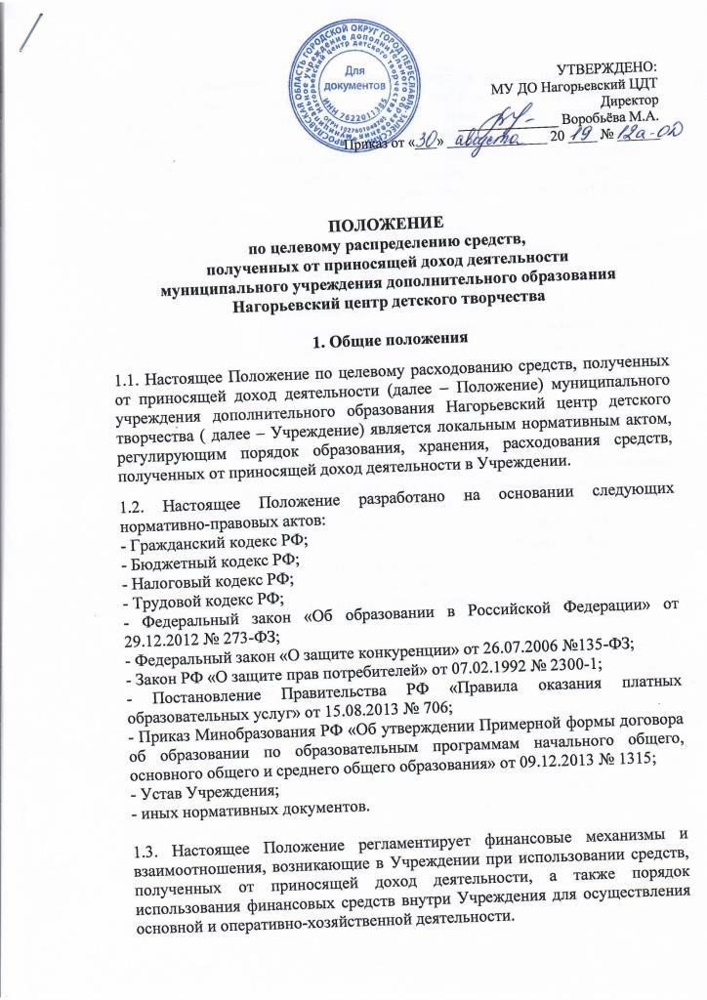 ЯРОСЛАВСКАЯ ОБЛАСТЬ ГОРОДСКОЙ ОКРУГ ГОРОД ПЕРЕСЛАВЛЬ-ЗАЛЕССКИЙ
Муниципальное учреждение дополнительного образования
Нагорьевский центр детского творчества
Для
документов
ИНН 7622011385
УТВЕРЖДЕНО:
МУ ДО Нагорьевский ЦДТ
Директор
Воробьёва М.А.
Приказ от «30» августа 20 19 № 12а-ОД
ПОЛОЖЕНИЕ
по целевому распределению средств,
полученных от приносящей доход деятельности
муниципального учреждения дополнительного образования
Нагорьевский центр детского творчества
1. Общие положения
1.1. Настоящее Положение по целевому расходованию средств, полученных
от приносящей доход деятельности (далее – Положение) муниципального
учреждения дополнительного образования Нагорьевский центр детского
творчества ( далее – Учреждение) является локальным нормативным актом,
регулирующим порядок образования, хранения, расходования средств,
полученных от приносящей доход деятельности в Учреждении.
1.2. Настоящее Положение разработано на основании следующих
нормативно-правовых актов:
- Гражданский кодекс РФ;
- Бюджетный кодекс РФ;
- Налоговый кодекс РФ;
- Трудовой кодекс РФ;
- Федеральный закон «Об образовании в Российской Федерации» от
29.12.2012 № 273-ФЗ;
- Федеральный закон «О защите конкуренции» от 26.07.2006 №135-ФЗ;
- Закон РФ «О защите прав потребителей» от 07.02.1992 № 2300-1;
- Постановление Правительства РФ «Правила оказания платных
образовательных услуг» от 15.08.2013 № 706;
- Приказ Минобразования РФ «Об утверждении Примерной формы договора
об образовании по образовательным программам начального общего,
основного общего и среднего общего образования» от 09.12.2013 № 1315;
- Устав Учреждения;
- иных нормативных документов.
1.3. Настоящее Положение регламентирует финансовые механизмы и
взаимоотношения, возникающие в Учреждении при использовании средств,
полученных от приносящей доход деятельности, а также порядок
использования финансовых средств внутри Учреждения для осуществления
основной и оперативно-хозяйственной деятельности.